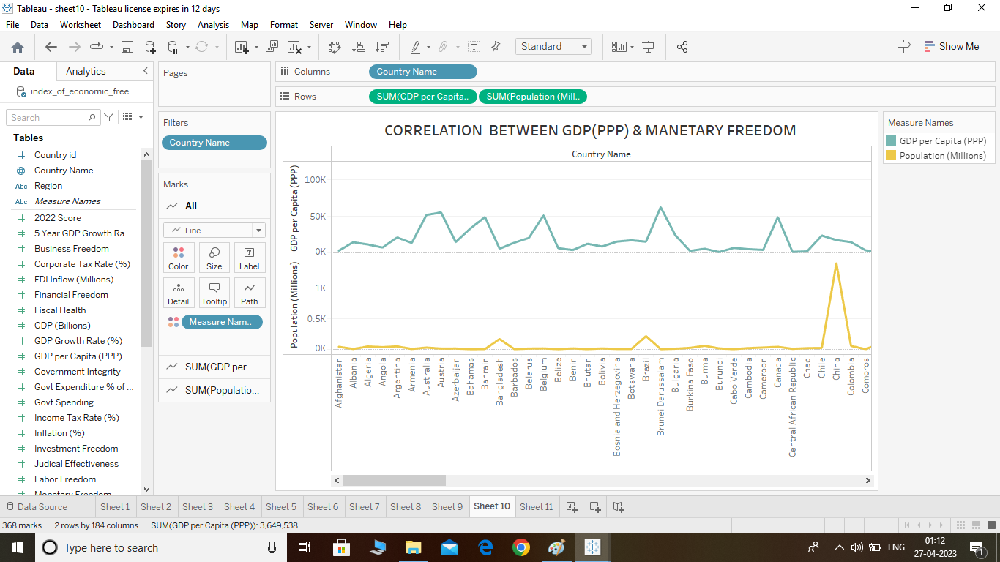 Tableau - sheet10 - Tableau license expires in 12 days
File Data Worksheet Dashboard Story Analysis Map Format Server Window Help
Standard
Show Me
Data Analytics
index_of_economic_free...
Search
Tables
Country id
Country Name
Abc Region
Abc Measure Names
2022 Score
5 Year GDP Growth Ra...
Business Freedom
Corporate Tax Rate (%)
FDI Inflow (Millions)
Financial Freedom
Fiscal Health
GDP (Billions)
GDP Growth Rate (%)
GDP per Capita (PPP)
Government Integrity
Govt Expenditure % of ...
Govt Spending
Income Tax Rate (%)
Inflation (%)
Investment Freedom
Judical Effectiveness
Labor Freedom
Monetary Freedom
Pages
Filters
Country Name
Marks
All
Line
Color Size Label
Detail Tooltip Path
Measure Nam..
SUM(GDP per ...
SUM(Populatio...
Columns Country Name
Rows SUM(GDP per Capita.. SUM(Population (Mill..
CORRELATION BETWEEN GDP(PPP) & MANETARY FREEDOM
Country Name
GDP per Capita (PPP)
100K
50K
0K
Population (Millions)
1K
0.5K
0K
Afghanistan
Albania
Algeria
Angola
Argentina
Armenia
Australia
Austria
Azerbaijan
Bahamas
Bahrain
Bangladesh
Barbados
Belarus
Belgium
Belize
Benin
Bhutan
Bolivia
Bosnia and Herzegovina
Botswana
Brazil
Brunei Darussalam
Bulgaria
Burkina Faso
Burma
Burundi
Cabo Verde
Cambodia
Cameroon
Canada
Central African Republic
Chad
Chile
China
Colombia
Comoros
Measure Names
GDP per Capita (PPP)
Population (Millions)
Data Source Sheet 1 Sheet 2 Sheet 3 Sheet 4 Sheet 5 Sheet 6 Sheet 7 Sheet 8 Sheet 9 Sheet 10 Sheet 11
368 marks 2 rows by 184 columns SUM(GDP per Capita (PPP)): 3,649,538
Type here to search
ENG
01:12
27-04-2023
1